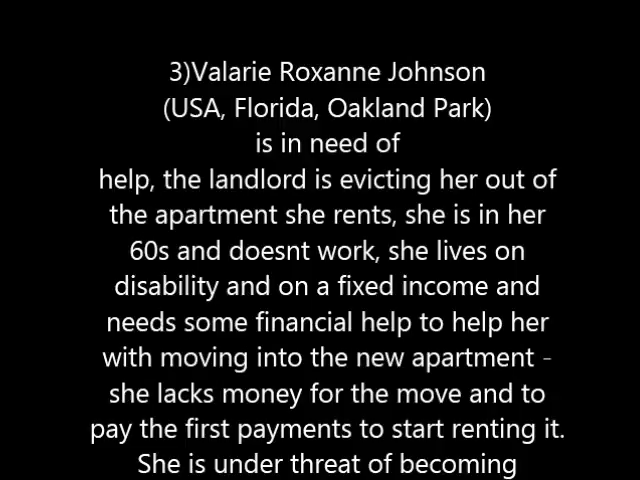 3)Valarie Roxanne Johnson
(USA, Florida, Oakland Park)
is in need of
help, the landlord is evicting her out of
the apartment she rents, she is in her
60s and doesnt work, she lives on
disability and on a fixed income and
needs some financial help to help her
with moving into the new apartment -
she lacks money for the move and to
pay the first payments to start renting it.
She is under threat of becoming